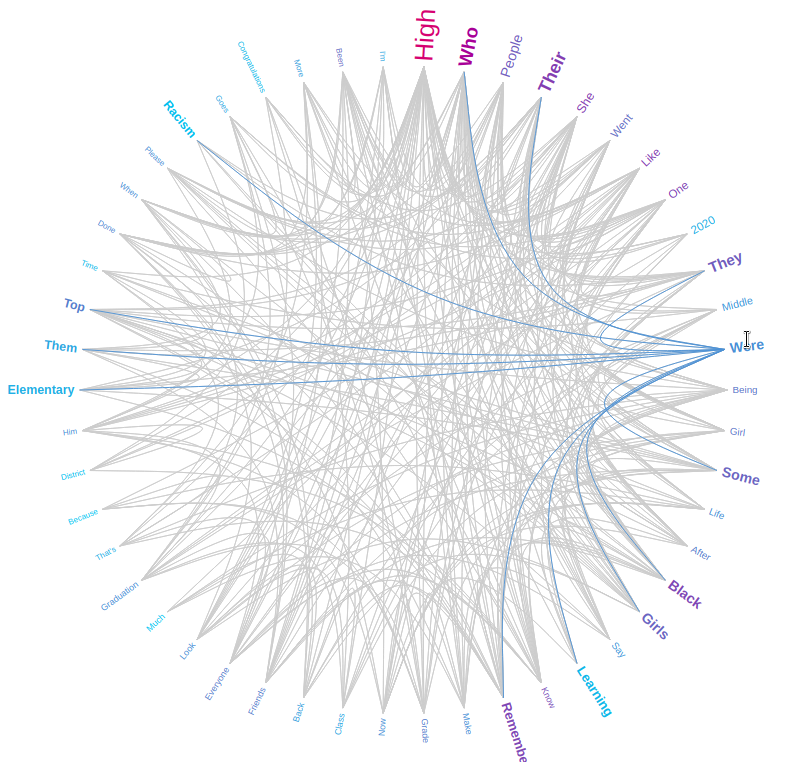 High
Who
People
Their
She
Went
Like
One
2020
They
Middle
Were
Being
Girl
Some
Life
After
Black
Girls
Say
Learning
Know
Remembe
Make
Grade
Now
Class
Back
Friends
Everyone
Look
Much
Graduation
That's
Because
District
Him
Elementary
Them
Top
Time
Done
When
Please
Racism
Goes
Congratulations
More
Been
I'm